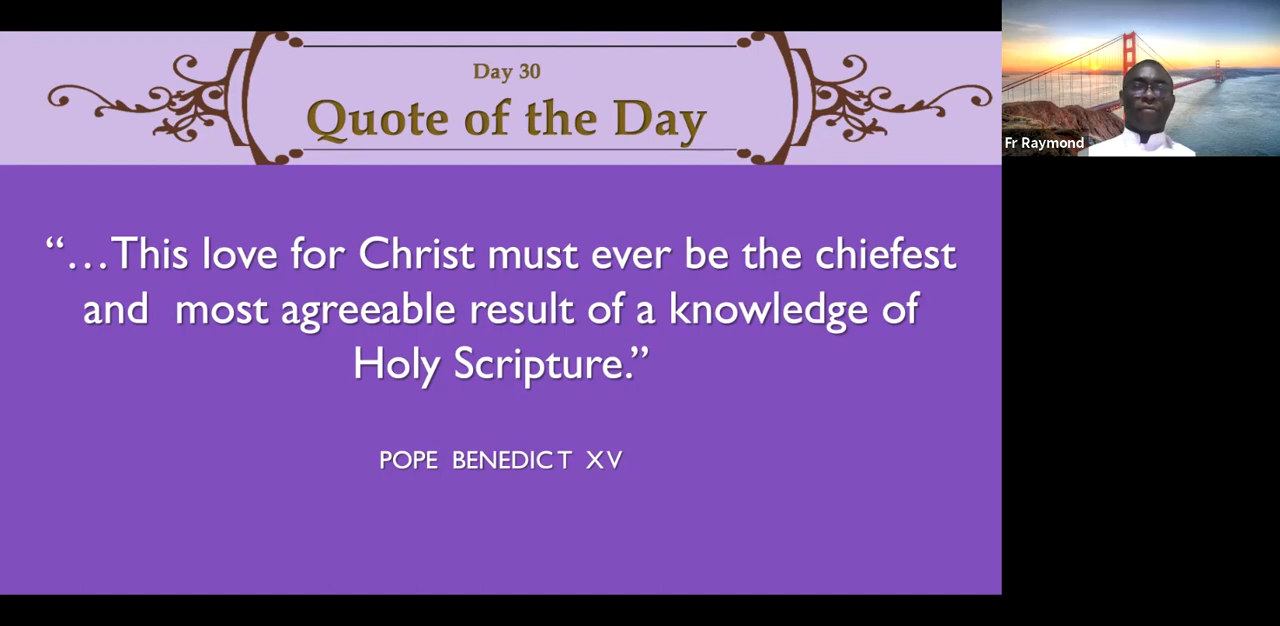 Day 30
Quote of the Day
“…This love for Christ must ever be the chiefest
and most agreeable result of a knowledge of
Holy Scripture.”
POPE BENEDICT XV
Fr Raymond